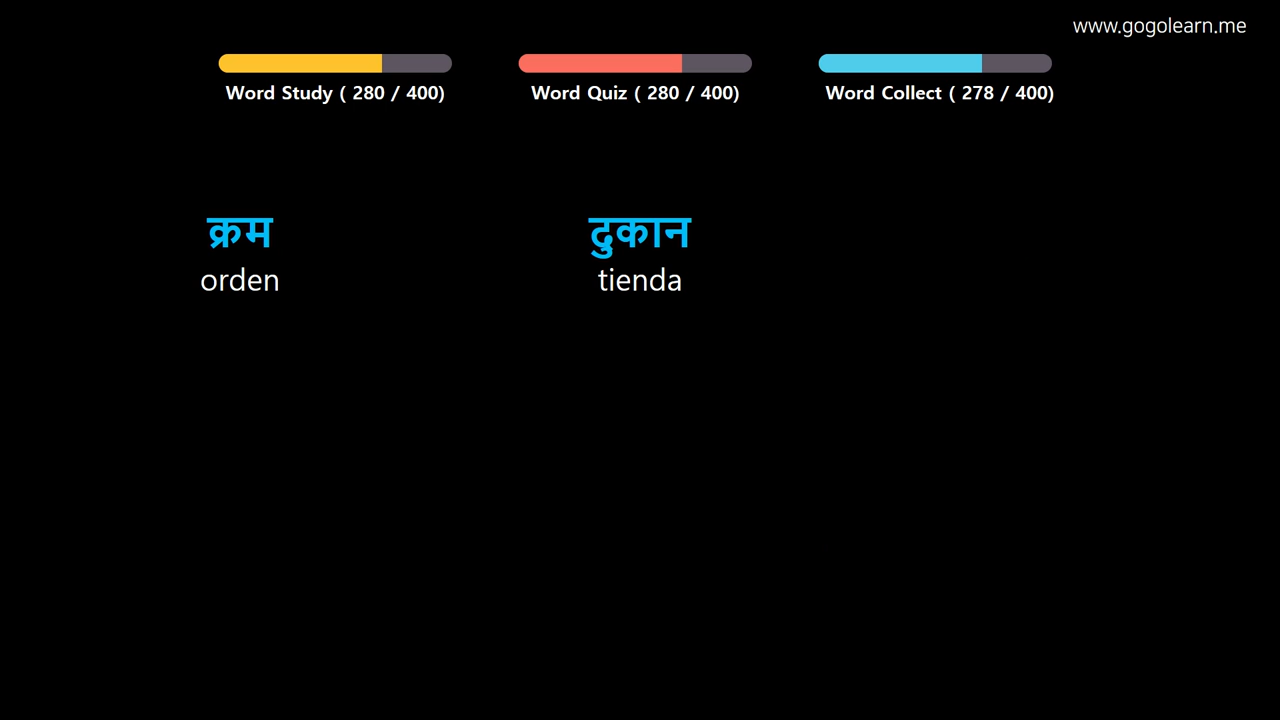 www.gogolearn.me
Word Study ( 280 / 400) Word Quiz ( 280 / 400) Word Collect ( 278 / 400)
क्रम दुकान
orden tienda